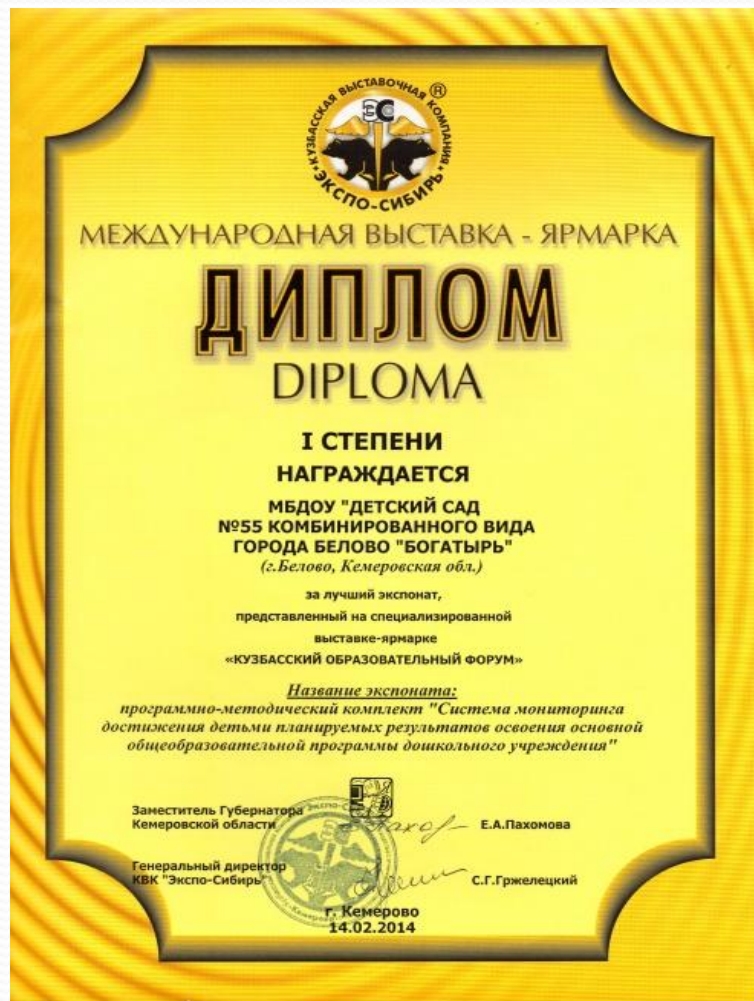 КУЗБАССКАЯ ВЫСТАВОЧНАЯ КОМПАНИЯ
®
ЭС
ЭКСПО-СИБИРЬ
МЕЖДУНАРОДНАЯ ВЫСТАВКА - ЯРМАРКА
ДИПЛОМ
DIPLOMA
I СТЕПЕНИ
НАГРАЖДАЕТСЯ
МБДОУ "ДЕТСКИЙ САД
№55 КОМБИНИРОВАННОГО ВИДА
ГОРОДА БЕЛОВО "БОГАТЫРЬ"
(г.Белово, Кемеровская обл.)
за лучший экспонат,
представленный на специализированной
выставке-ярмарке
«КУЗБАССКИЙ ОБРАЗОВАТЕЛЬНЫЙ ФОРУМ»
Название экспоната:
программно-методический комплект "Система мониторинга
достижения детьми планируемых результатов освоения основной
общеобразовательной программы дошкольного учреждения"
Заместитель Губернатора
Кемеровской области
Е.А.Пахомова
Генеральный директор
КВК "Экспо-Сибирь"
С.Г.Гржелецкий
г. Кемерово
14.02.2014